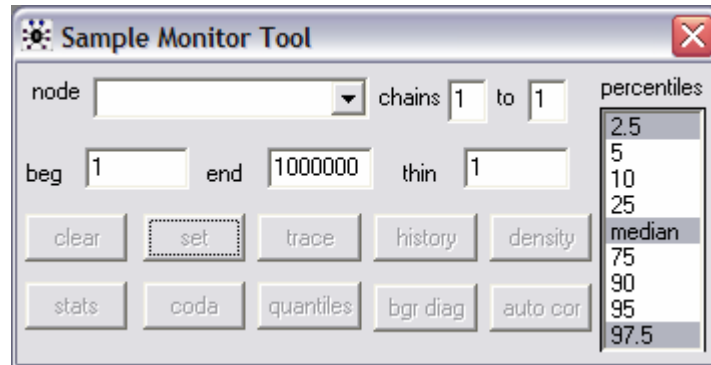 Sample Monitor Tool
node chains 1 to 1 percentiles
beg 1 end 1000000 thin 1
clear set trace history density
stats coda quantiles bgr diag auto cor
2.5
5
10
25
median
75
90
95
97.5